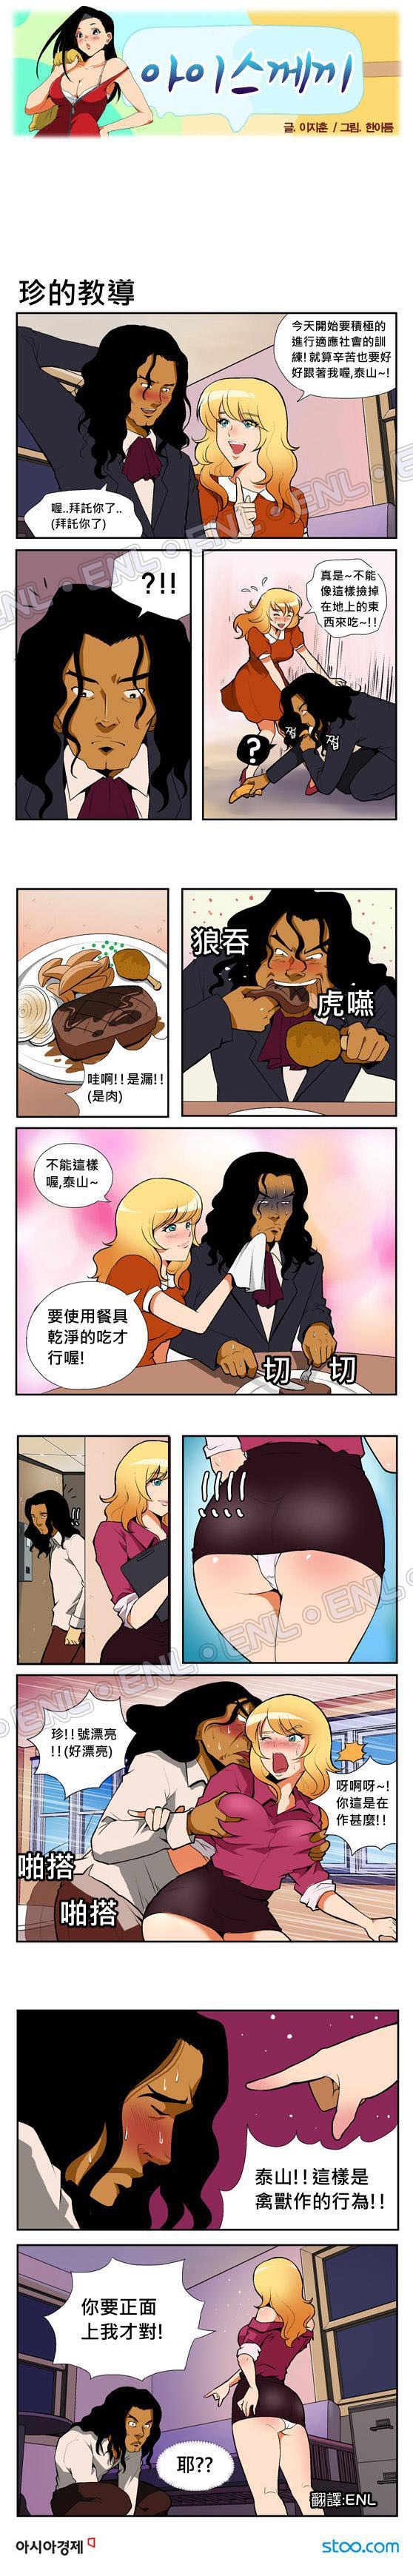 아이스께끼
글. 이지훈 / 그림. 한아름
珍的教導
今天開始要積極的
進行適應社會的訓
練! 就算辛苦也要好
好跟著我喔,泰山~!
喔..拜託你了..
(拜託你了)
ENL • ENL • ENL • ENL
?!!
真是~不能
像這樣撿掉
在地上的東
西來吃~!!
?
쩝
쩝
哇啊!!是漏!!
(是肉)
狼吞
虎嚥
不能這樣
喔,泰山~
要使用餐具
乾淨的吃才
行喔!
切
切
!!
!!!!
ENL • ENL • ENL • ENL
珍!!號漂亮
!!(好漂亮)
呀啊呀~!
你這是在
作甚麼!!
啪搭
啪搭
泰山!!這樣是
禽獸作的行為!!
你要正面
上我才對!
耶??
翻譯:ENL
아시아경제
stoo.com